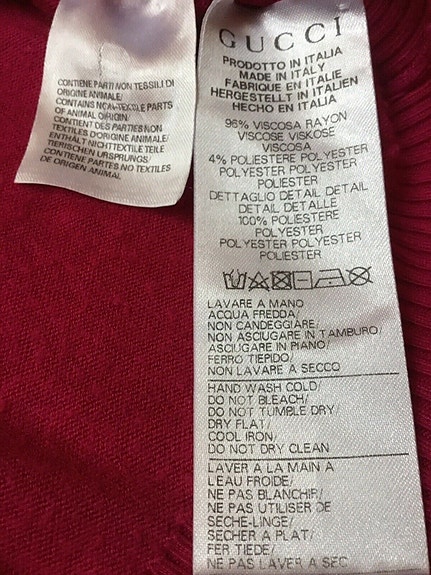 CONTIENE PARTI NON TESSILI DI
ORIGINE ANIMALE/
CONTAINS NON-TEXTILE PARTS
OF ANIMAL ORIGIN/
CONTIENT DES PARTIES NON
TEXTILES D'ORIGINE ANIMALE/
ENTHÄLT NICHTTEXTILE TEILE
TIERISCHEN URSPRUNGS/
CONTIENE PARTES NO TEXTILES
DE ORIGEN ANIMAL
GUCCI
PRODOTTO IN ITALIA
MADE IN ITALY
FABRIQUE EN ITALIE
HERGESTELLT IN ITALIEN
HECHO EN ITALIA
96% VISCOSA RAYON
VISCOSE VISKOSE
VISCOSA
4% POLIESTERE POLYESTER
POLYESTER POLYESTER
POLIESTER
DETTAGLIO DETAIL DETAIL
DETAIL DETALLE
100% POLIESTERE
POLYESTER POLYESTER
POLYESTER POLYESTER
POLIESTER
LAVARE A MANO
ACQUA FREDDA/
NON CANDEGGIARE/
NON ASCIUGARE IN TAMBURO/
ASCIUGARE IN PIANO/
FERRO TIEPIDO/
NON LAVARE A SECCO
HAND WASH COLD/
DO NOT BLEACH/
DO NOT TUMBLE DRY/
DRY FLAT/
COOL IRON/
DO NOT DRY CLEAN
LAVER A LA MAIN A
L'EAU FROIDE/
NE PAS BLANCHIR/
NE PAS UTILISER DE
SECHE-LINGE/
SECHER A PLAT/
FER TIEDE/
NE PAS LAVER A SEC